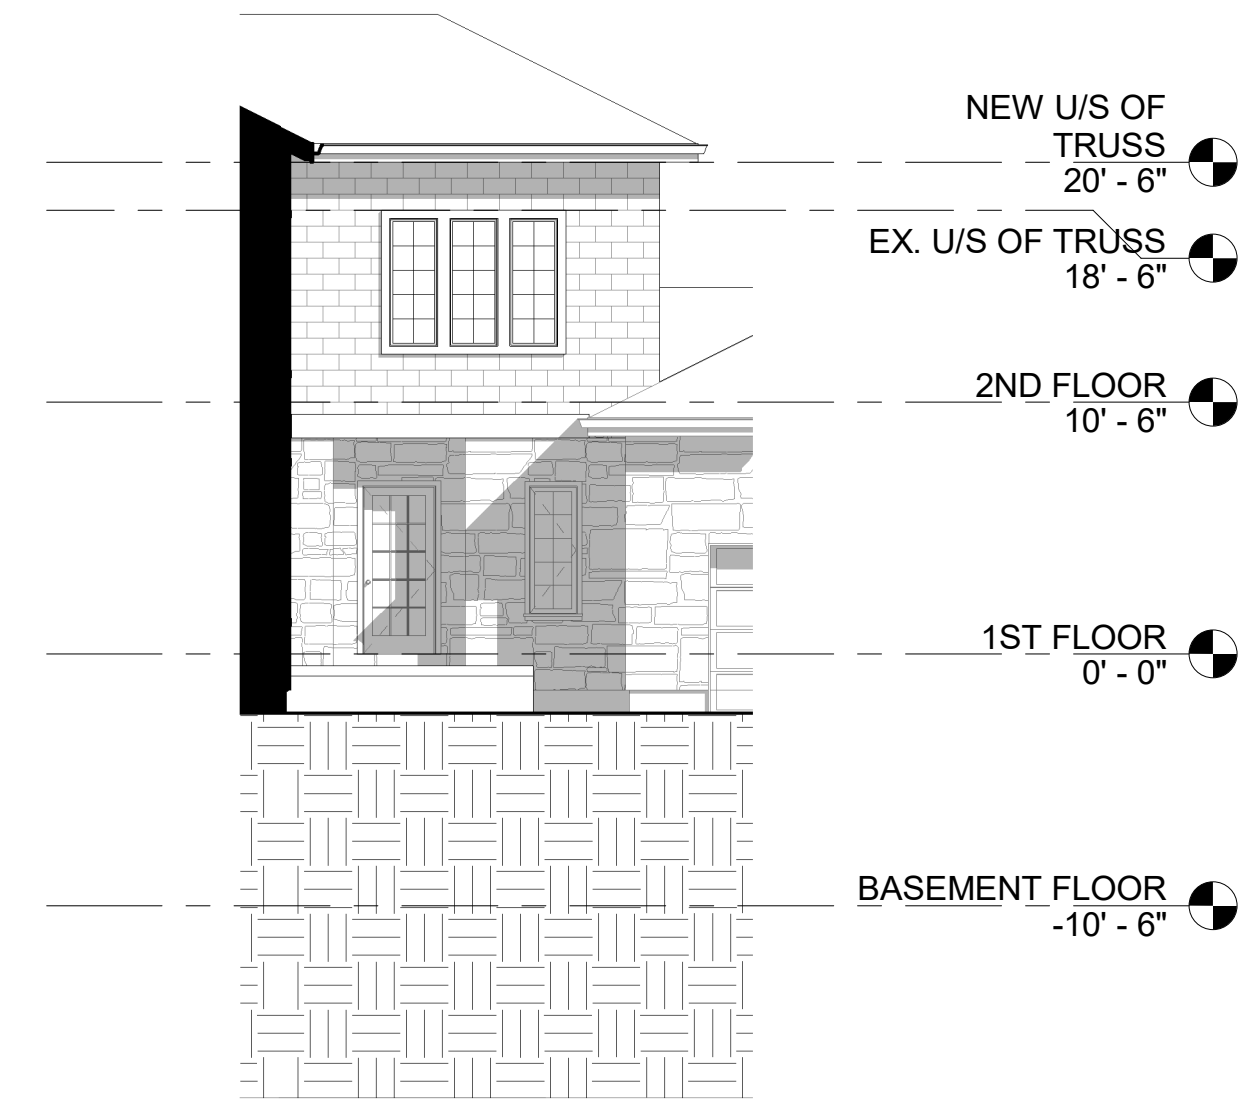 NEW U/S OF
TRUSS
20' - 6"
EX. U/S OF TRUSS
18' - 6"
2ND FLOOR
10' - 6"
1ST FLOOR
0' - 0"
BASEMENT FLOOR
-10' - 6"